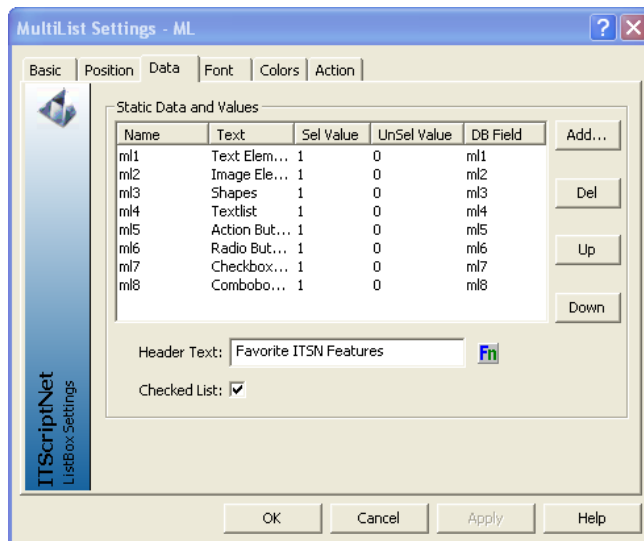 MultiList Settings - ML
Basic Position Data Font Colors Action
Static Data and Values
Name Text Sel Value UnSel Value DB Field Add...
ml1 Text Elem... 1 0 ml1
ml2 Image Ele... 1 0 ml2
ml3 Shapes 1 0 ml3 Del
ml4 Textlist 1 0 ml4
ml5 Action But... 1 0 ml5
ml6 Radio But... 1 0 ml6 Up
ml7 Checkbox... 1 0 ml7
ml8 Combobo... 1 0 ml8
Down
Header Text: Favorite ITSN Features Fn
Checked List:
ITScriptNet
ListBox Settings
OK Cancel Apply Help